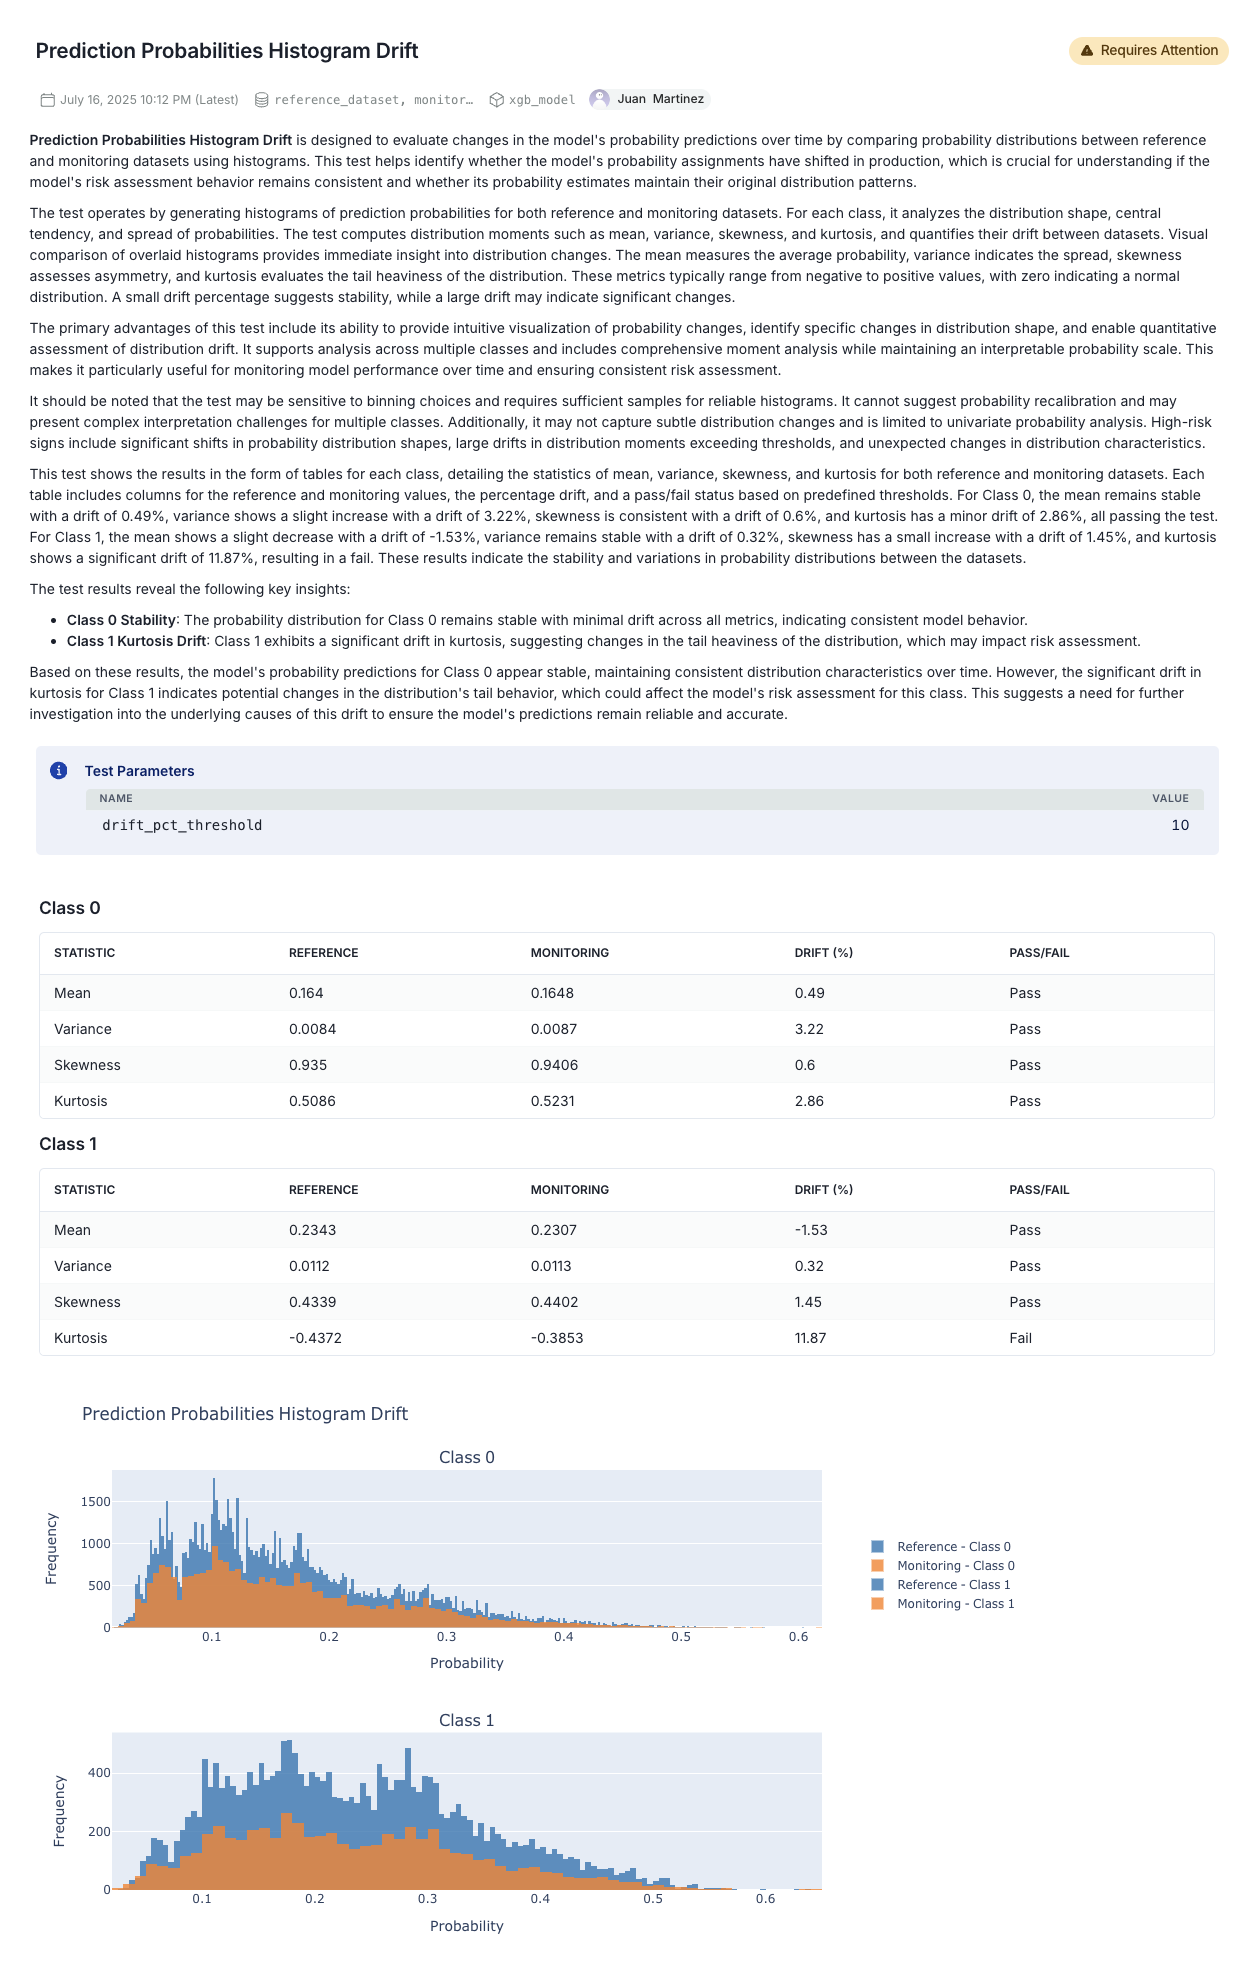 Prediction Probabilities Histogram Drift
Requires Attention
July 16, 2025 10:12 PM (Latest)
reference_dataset, monitor…
xgb_model
Juan Martinez
Prediction Probabilities Histogram Drift is designed to evaluate changes in the model's probability predictions over time by comparing probability distributions between reference
and monitoring datasets using histograms. This test helps identify whether the model's probability assignments have shifted in production, which is crucial for understanding if the
model's risk assessment behavior remains consistent and whether its probability estimates maintain their original distribution patterns.
The test operates by generating histograms of prediction probabilities for both reference and monitoring datasets. For each class, it analyzes the distribution shape, central
tendency, and spread of probabilities. The test computes distribution moments such as mean, variance, skewness, and kurtosis, and quantifies their drift between datasets. Visual
comparison of overlaid histograms provides immediate insight into distribution changes. The mean measures the average probability, variance indicates the spread, skewness
assesses asymmetry, and kurtosis evaluates the tail heaviness of the distribution. These metrics typically range from negative to positive values, with zero indicating a normal
distribution. A small drift percentage suggests stability, while a large drift may indicate significant changes.
The primary advantages of this test include its ability to provide intuitive visualization of probability changes, identify specific changes in distribution shape, and enable quantitative
assessment of distribution drift. It supports analysis across multiple classes and includes comprehensive moment analysis while maintaining an interpretable probability scale. This
makes it particularly useful for monitoring model performance over time and ensuring consistent risk assessment.
It should be noted that the test may be sensitive to binning choices and requires sufficient samples for reliable histograms. It cannot suggest probability recalibration and may
present complex interpretation challenges for multiple classes. Additionally, it may not capture subtle distribution changes and is limited to univariate probability analysis. High-risk
signs include significant shifts in probability distribution shapes, large drifts in distribution moments exceeding thresholds, and unexpected changes in distribution characteristics.
This test shows the results in the form of tables for each class, detailing the statistics of mean, variance, skewness, and kurtosis for both reference and monitoring datasets. Each
table includes columns for the reference and monitoring values, the percentage drift, and a pass/fail status based on predefined thresholds. For Class 0, the mean remains stable
with a drift of 0.49%, variance shows a slight increase with a drift of 3.22%, skewness is consistent with a drift of 0.6%, and kurtosis has a minor drift of 2.86%, all passing the test.
For Class 1, the mean shows a slight decrease with a drift of -1.53%, variance remains stable with a drift of 0.32%, skewness has a small increase with a drift of 1.45%, and kurtosis
shows a significant drift of 11.87%, resulting in a fail. These results indicate the stability and variations in probability distributions between the datasets.
The test results reveal the following key insights:
• Class 0 Stability: The probability distribution for Class 0 remains stable with minimal drift across all metrics, indicating consistent model behavior.
• Class 1 Kurtosis Drift: Class 1 exhibits a significant drift in kurtosis, suggesting changes in the tail heaviness of the distribution, which may impact risk assessment.
Based on these results, the model's probability predictions for Class 0 appear stable, maintaining consistent distribution characteristics over time. However, the significant drift in
kurtosis for Class 1 indicates potential changes in the distribution's tail behavior, which could affect the model's risk assessment for this class. This suggests a need for further
investigation into the underlying causes of this drift to ensure the model's predictions remain reliable and accurate.
Test Parameters
NAME VALUE
drift_pct_threshold 10
Class 0
STATISTIC REFERENCE MONITORING DRIFT (%) PASS/FAIL
Mean 0.164 0.1648 0.49 Pass
Variance 0.0084 0.0087 3.22 Pass
Skewness 0.935 0.9406 0.6 Pass
Kurtosis 0.5086 0.5231 2.86 Pass
Class 1
STATISTIC REFERENCE MONITORING DRIFT (%) PASS/FAIL
Mean 0.2343 0.2307 -1.53 Pass
Variance 0.0112 0.0113 0.32 Pass
Skewness 0.4339 0.4402 1.45 Pass
Kurtosis -0.4372 -0.3853 11.87 Fail
Prediction Probabilities Histogram Drift
Class 0
Frequency
1500
1000
500
0
0.1 0.2 0.3 0.4 0.5 0.6
Probability
Reference - Class 0
Monitoring - Class 0
Reference - Class 1
Monitoring - Class 1
Class 1
Frequency
400
200
0
0.1 0.2 0.3 0.4 0.5 0.6
Probability